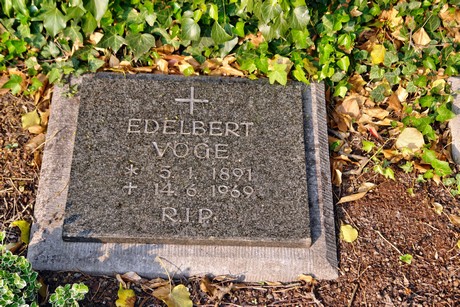 EDELBERT
VOGE
* 5. 1. 1891
+ 14. 6. 1969
R.I.P.